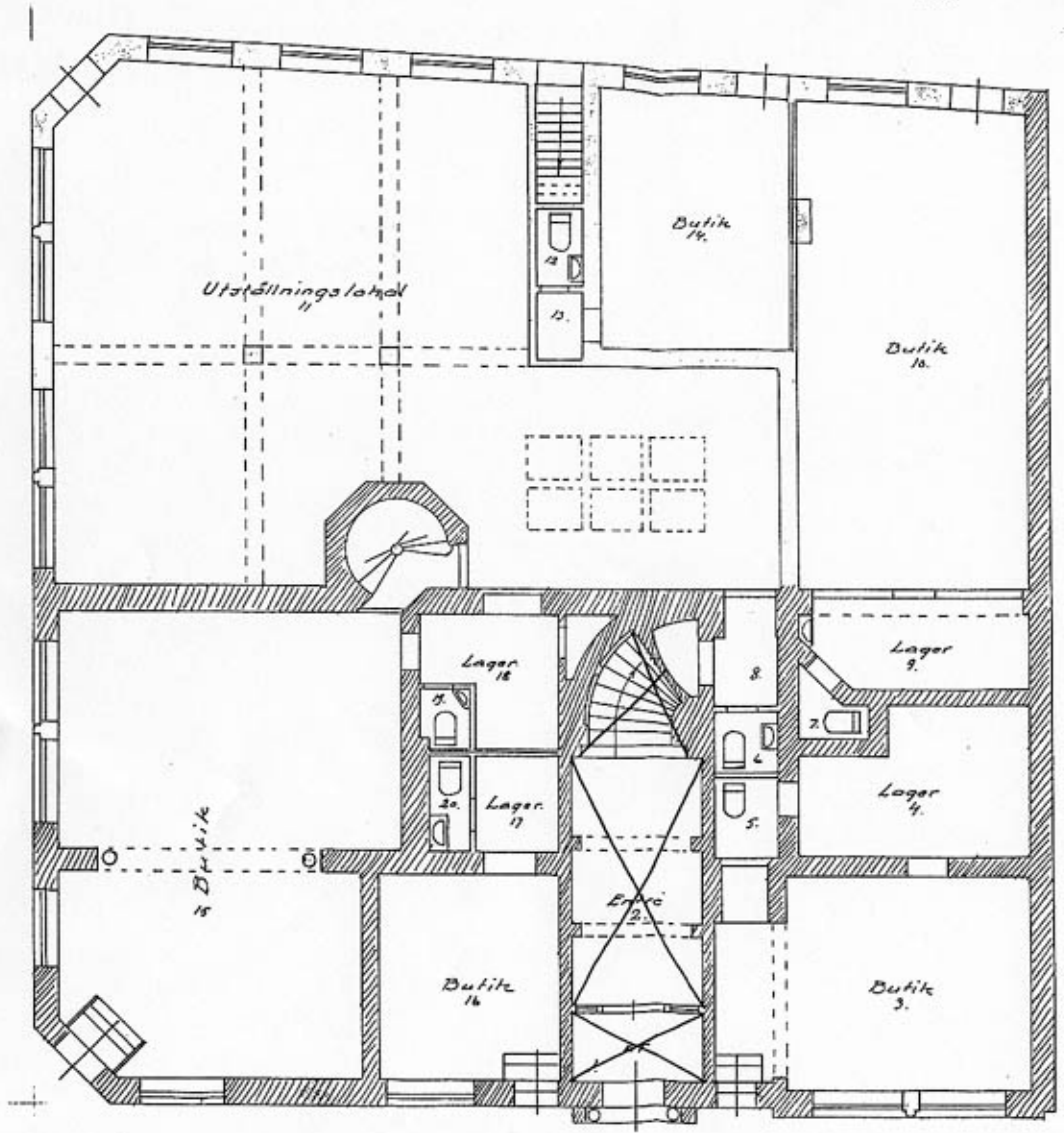 Utställningslokal
11
12
13.
Butik
14.
Butik
10.
Lager
18
19.
20.
Lager
17
8.
6
5.
Lager
9.
7.
Lager
4.
Butik
15
Entré
2.
Butik
16
Butik
3.
1